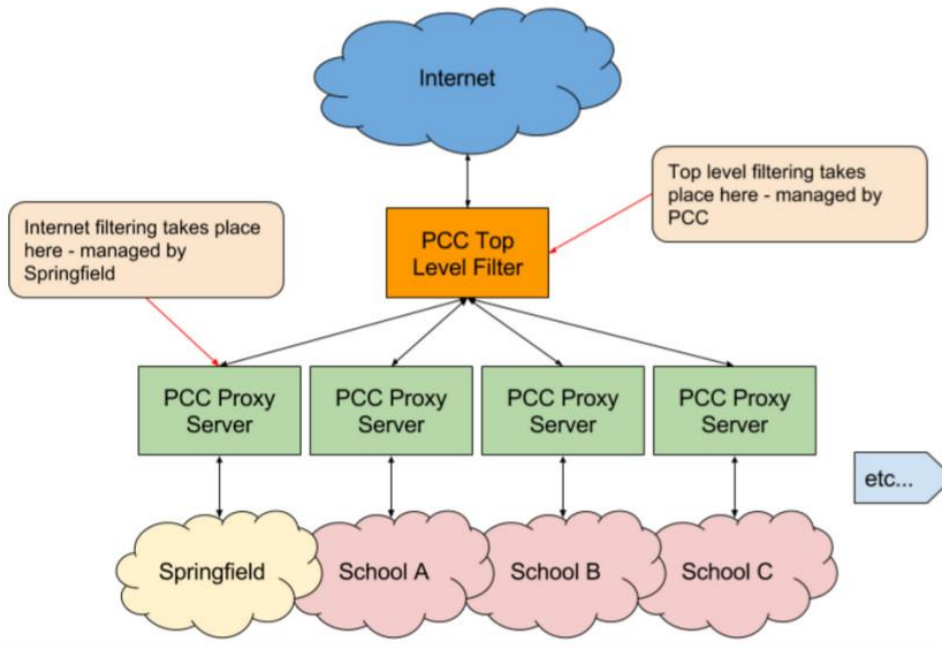 Internet
Top level filtering takes
place here - managed by
PCC
Internet filtering takes place
here - managed by
Springfield
PCC Top
Level Filter
PCC Proxy
Server
PCC Proxy
Server
PCC Proxy
Server
PCC Proxy
Server
etc...
Springfield
School A
School B
School C